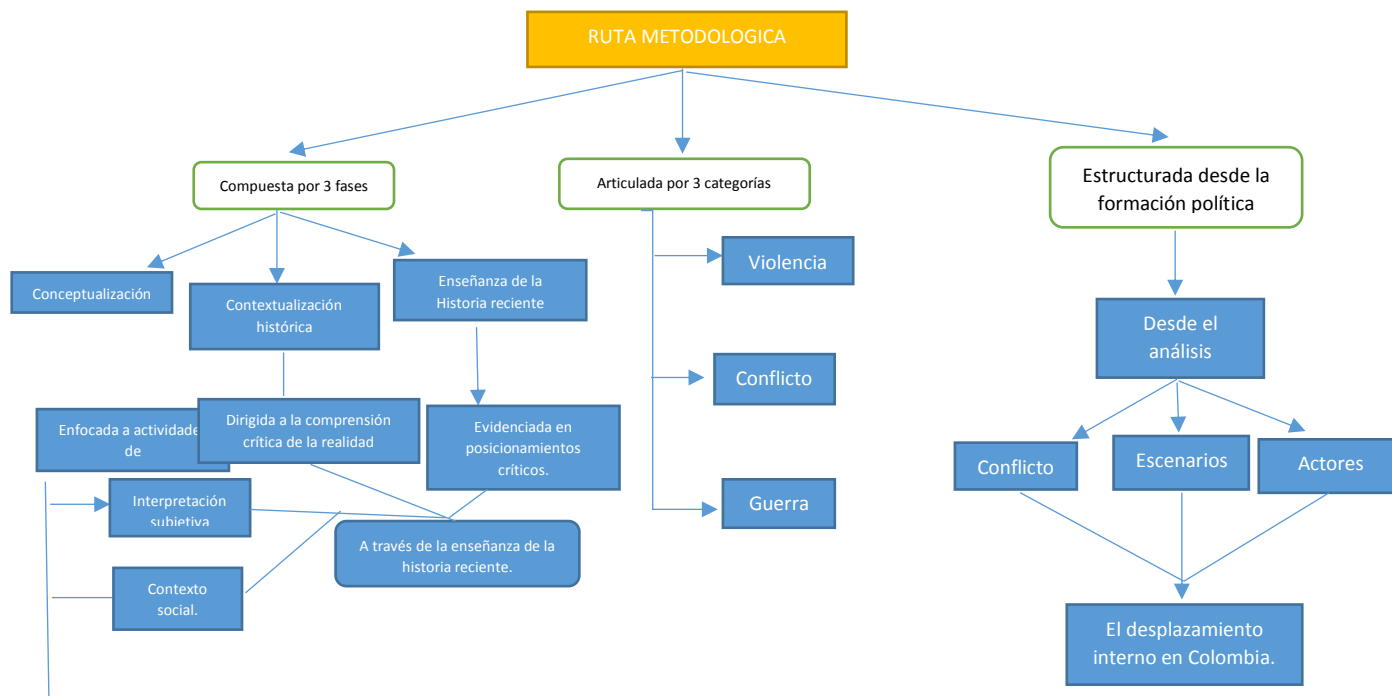 RUTA METODOLOGICA
Compuesta por 3 fases
Articulada por 3 categorías
Estructurada desde la
formación política
Conceptualización
Contextualización
histórica
Enseñanza de la
Historia reciente
Enfocada a actividades
de
Dirigida a la comprensión
crítica de la realidad
Evidenciada en
posicionamientos
críticos.
Interpretación
subjetiva
Contexto
social.
A través de la enseñanza de la
historia reciente.
Violencia
Conflicto
Guerra
Desde el
análisis
Conflicto
Escenarios
Actores
El desplazamiento
interno en Colombia.